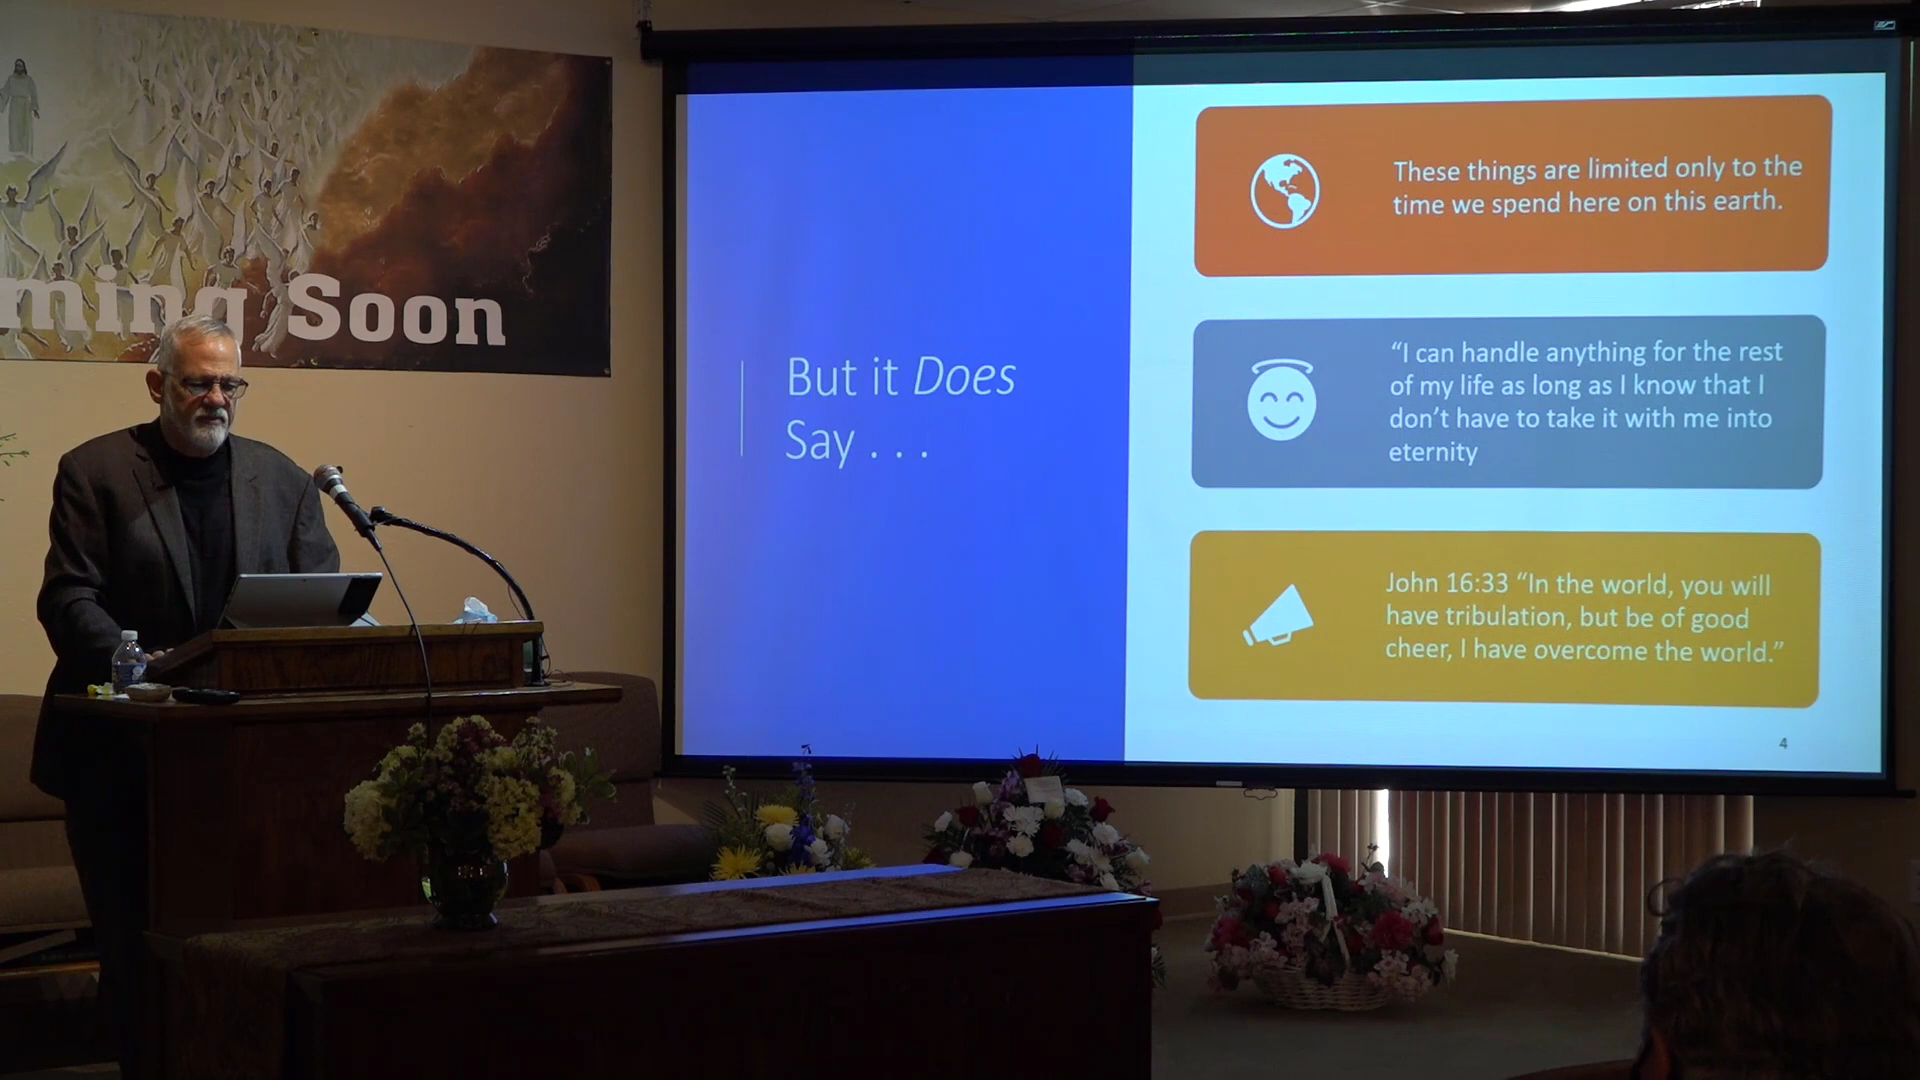 ming Soon
But it Does
Say . . .
These things are limited only to the
time we spend here on this earth.
“I can handle anything for the rest
of my life as long as I know that I
don’t have to take it with me into
eternity
John 16:33 “In the world, you will
have tribulation, but be of good
cheer, I have overcome the world.”
4